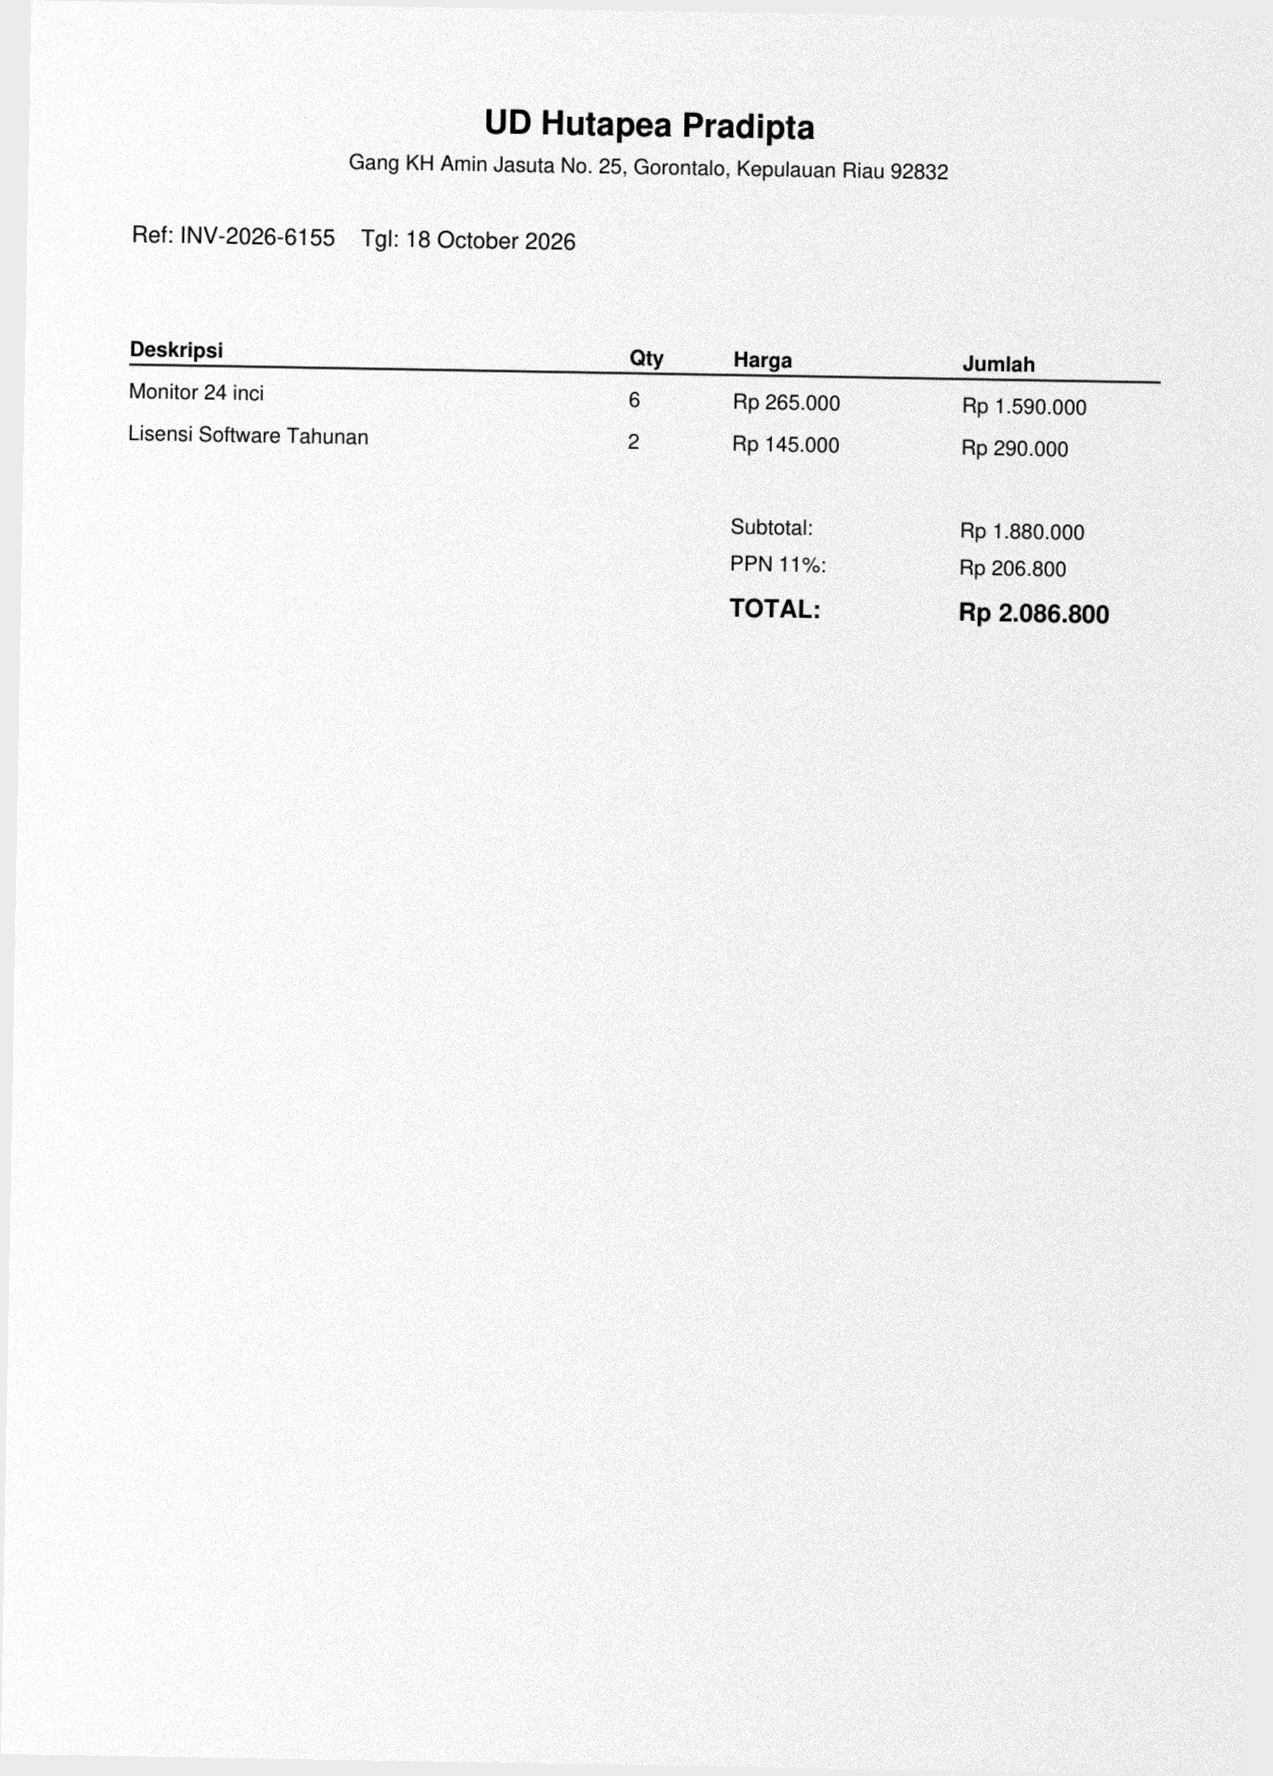 UD Hutapea Pradipta
Gang KH Amin Jasuta No. 25, Gorontalo, Kepulauan Riau 92832
Ref: INV-2026-6155 Tgl: 18 October 2026
Deskripsi Qty Harga Jumlah
Monitor 24 inci 6 Rp 265.000 Rp 1.590.000
Lisensi Software Tahunan 2 Rp 145.000 Rp 290.000
Subtotal: Rp 1.880.000
PPN 11%: Rp 206.800
TOTAL: Rp 2.086.800